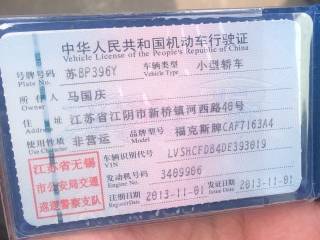 中华人民共和国机动车行驶证
Vehicle License of the People's Republic of China
号牌号码 苏BP396Y 车辆类型 小型轿车
Plate No. Vehicle Type
所有人 马国庆
Owner
住址 江苏省江阴市新桥镇河西路40号
Address
使用性质 非营运 品牌型号 福克斯牌CAF7163A4
Use Character Model
江苏省无锡
市公安局交通
巡逻警察支队
车辆识别代号 LVSHCFDB4DE393019
VIN
发动机号码 3409906
Engine No.
注册日期 2013-11-01 发证日期 2013-11-01
Register Date Issue Date